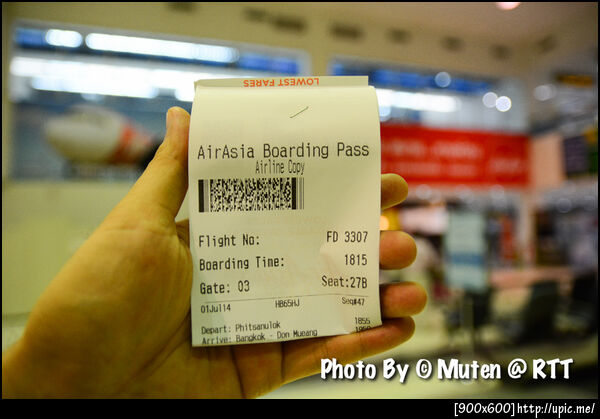 LOWEST FARES
AirAsia Boarding Pass
Airline Copy
Flight No: FD 3307
Boarding Time: 1815
Gate: 03 Seat:27B
01Jul14 HB65HJ Seq#47
Depart: Phitsanulok 1855
Arrive: Bangkok - Don Mueang 1950
Photo By © Muten @ RTT
[900x600]http://upic.me/